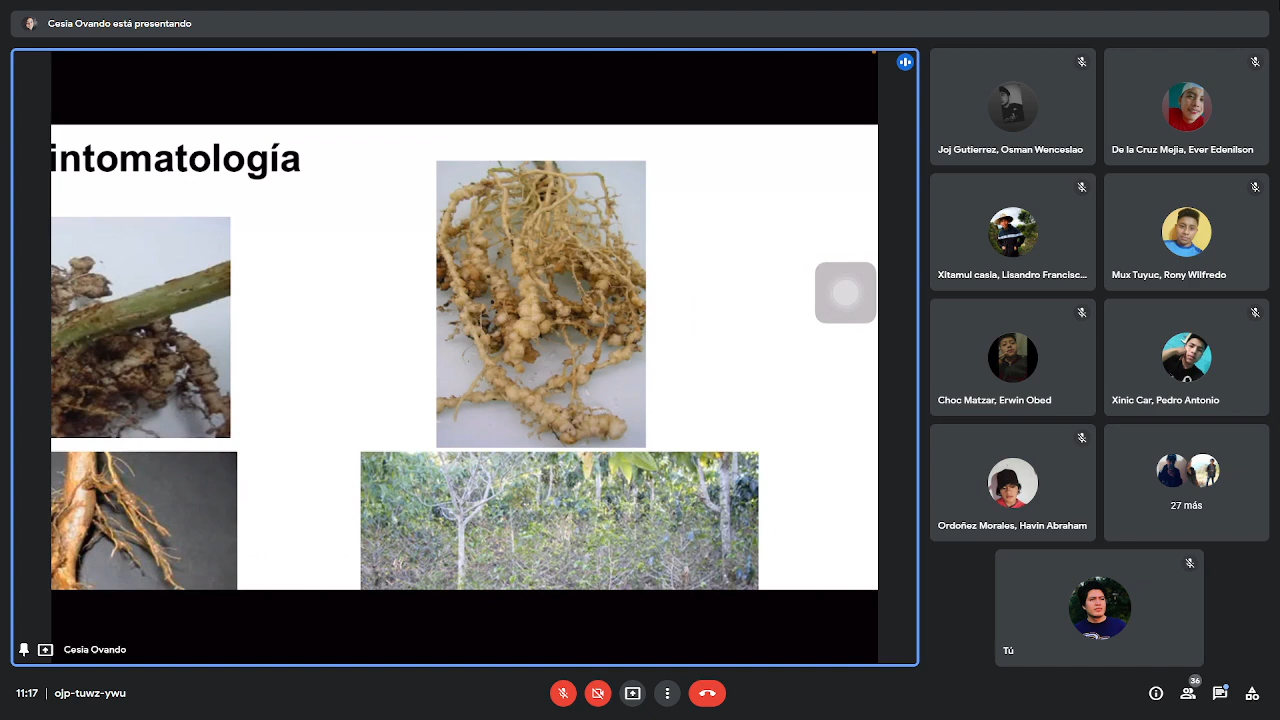 Cesia Ovando está presentando
intomatología
Joj Gutierrez, Osman Wenceslao
De la Cruz Mejia, Ever Edenilson
Xitamul casia, Lisandro Francisc...
Mux Tuyuc, Rony Wilfredo
Choc Matzar, Erwin Obed
Xinic Car, Pedro Antonio
Ordoñez Morales, Havin Abraham
27 más
Tú
Cesia Ovando
11:17 | ojp-tuwz-ywu
36